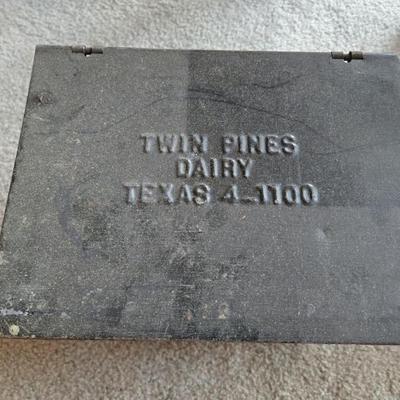 TWIN PINES
DAIRY
TEXAS 4-1100